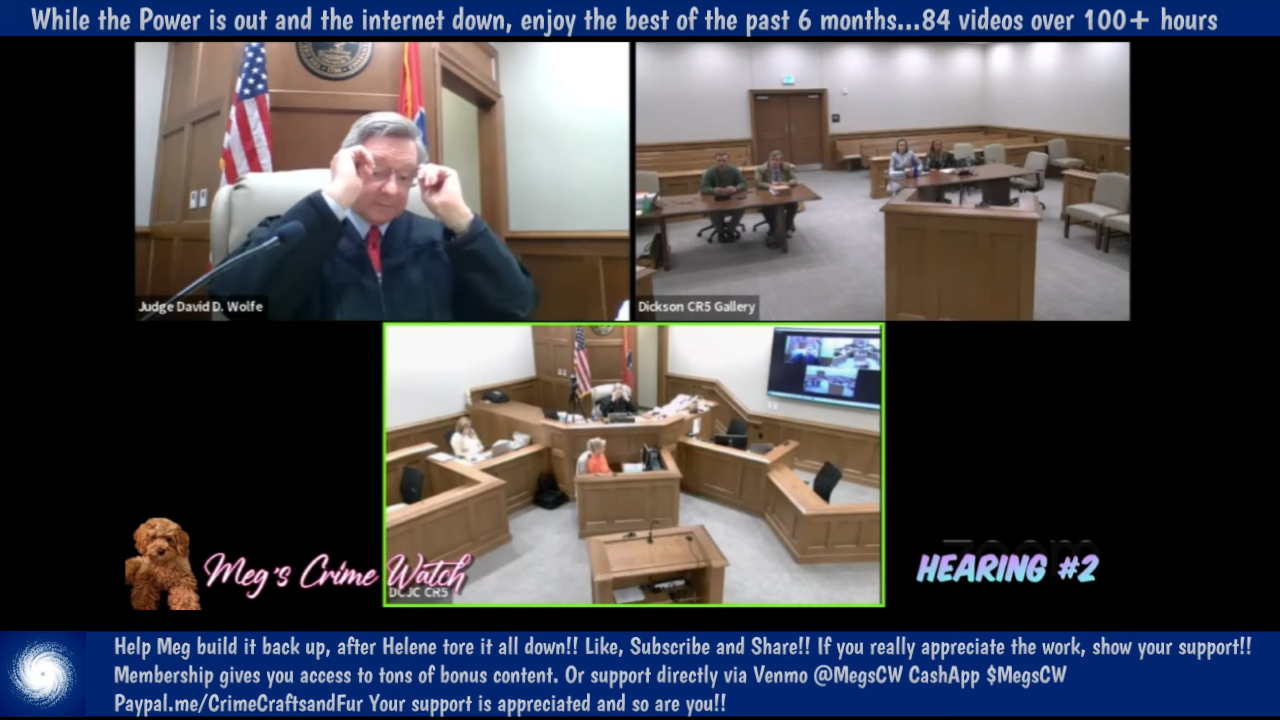 While the Power is out and the internet down, enjoy the best of the past 6 months...84 videos over 100+ hours
Judge David D. Wolfe
Dickson CR5 Gallery
Meg's Crime Watch
DCJC CR5
HEARING #2
Help Meg build it back up, after Helene tore it all down!! Like, Subscribe and Share!! If you really appreciate the work, show your support!!
Membership gives you access to tons of bonus content. Or support directly via Venmo @MegsCW CashApp $MegsCW
Paypal.me/CrimeCraftsandFur Your support is appreciated and so are you!!